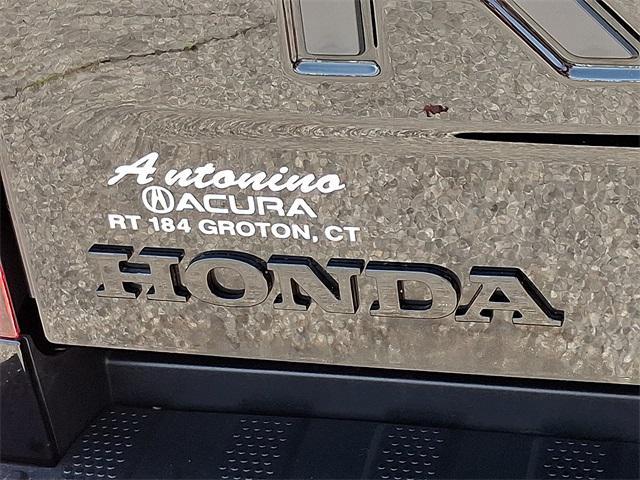 Antonino
ACURA
RT 184 GROTON, CT
HONDA